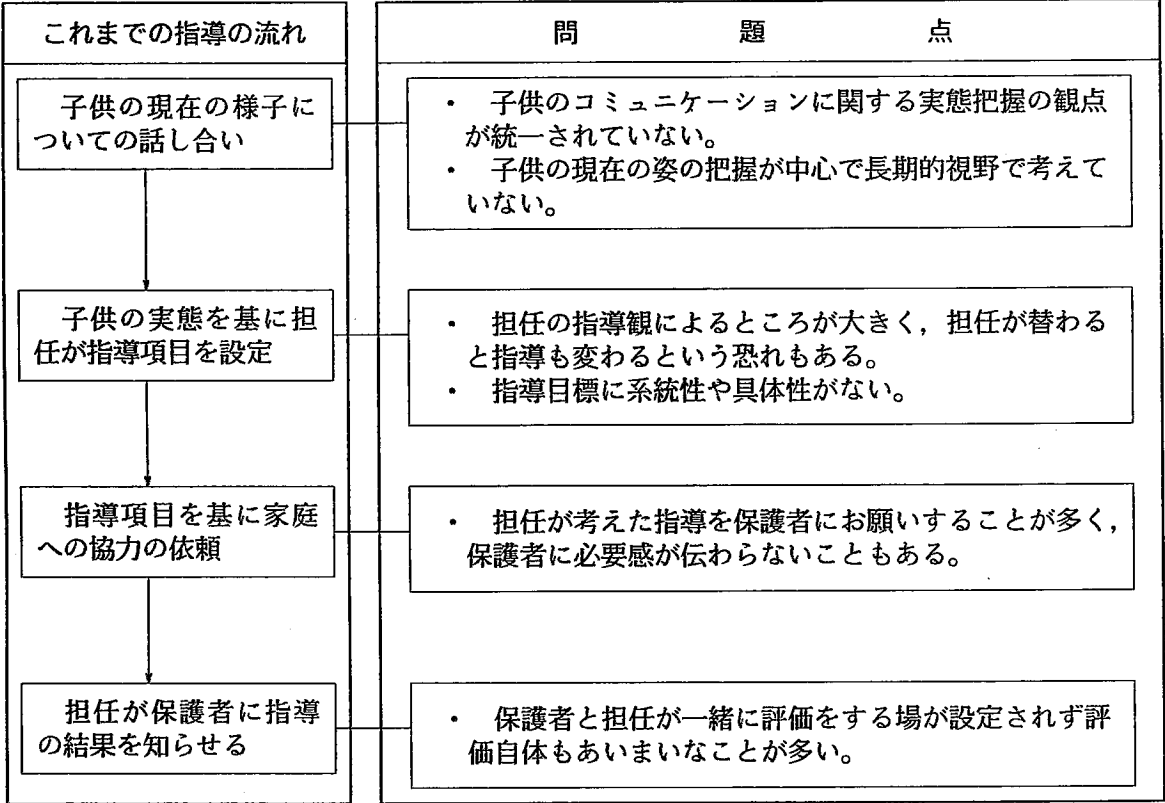 これまでの指導の流れ
問題点
子供の現在の様子に
ついての話し合い
・ 子供のコミュニケーションに関する実態把握の観点
が統一されていない。
・ 子供の現在の姿の把握が中心で長期的視野で考えて
いない。
子供の実態を基に担
任が指導項目を設定
・ 担任の指導観によるところが大きく，担任が替わる
と指導も変わるという恐れもある。
・ 指導目標に系統性や具体性がない。
指導項目を基に家庭
への協力の依頼
・ 担任が考えた指導を保護者にお願いすることが多く，
保護者に必要感が伝わらないこともある。
担任が保護者に指導
の結果を知らせる
・ 保護者と担任が一緒に評価をする場が設定されず評
価自体もあいまいなことが多い。